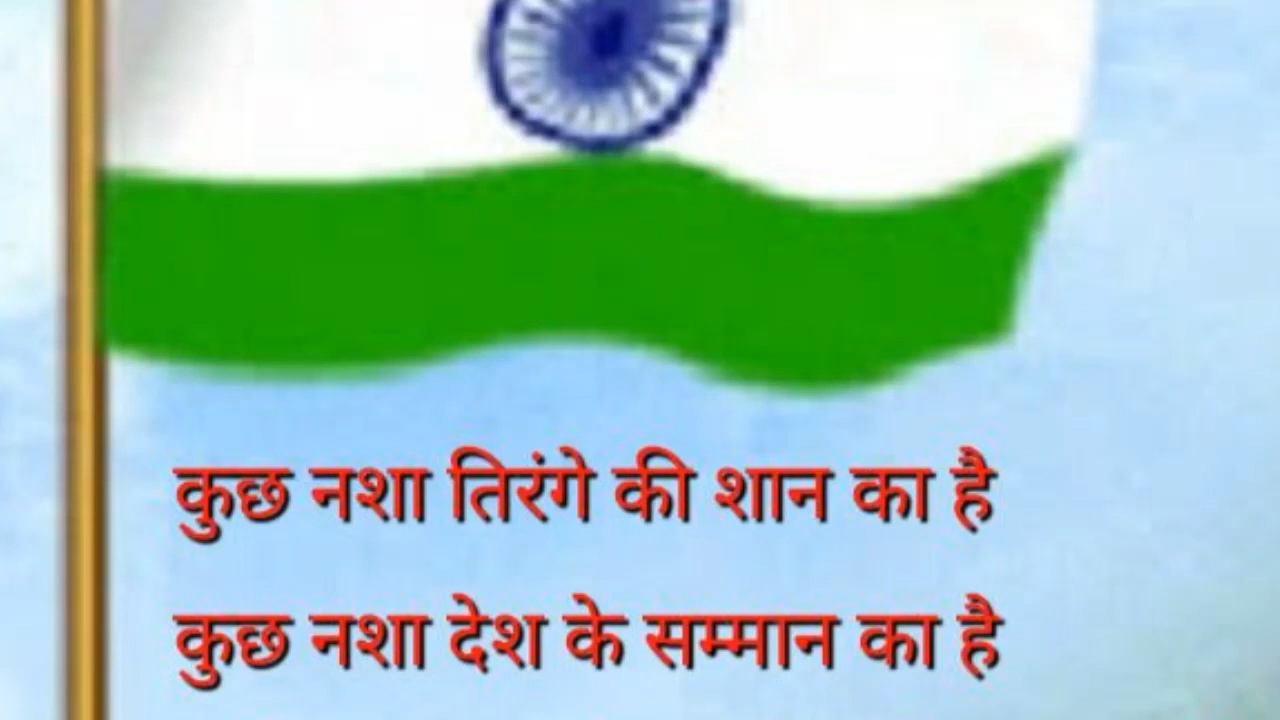 कुछ नशा तिरंगे की शान का है
कुछ नशा देश के सम्मान का है